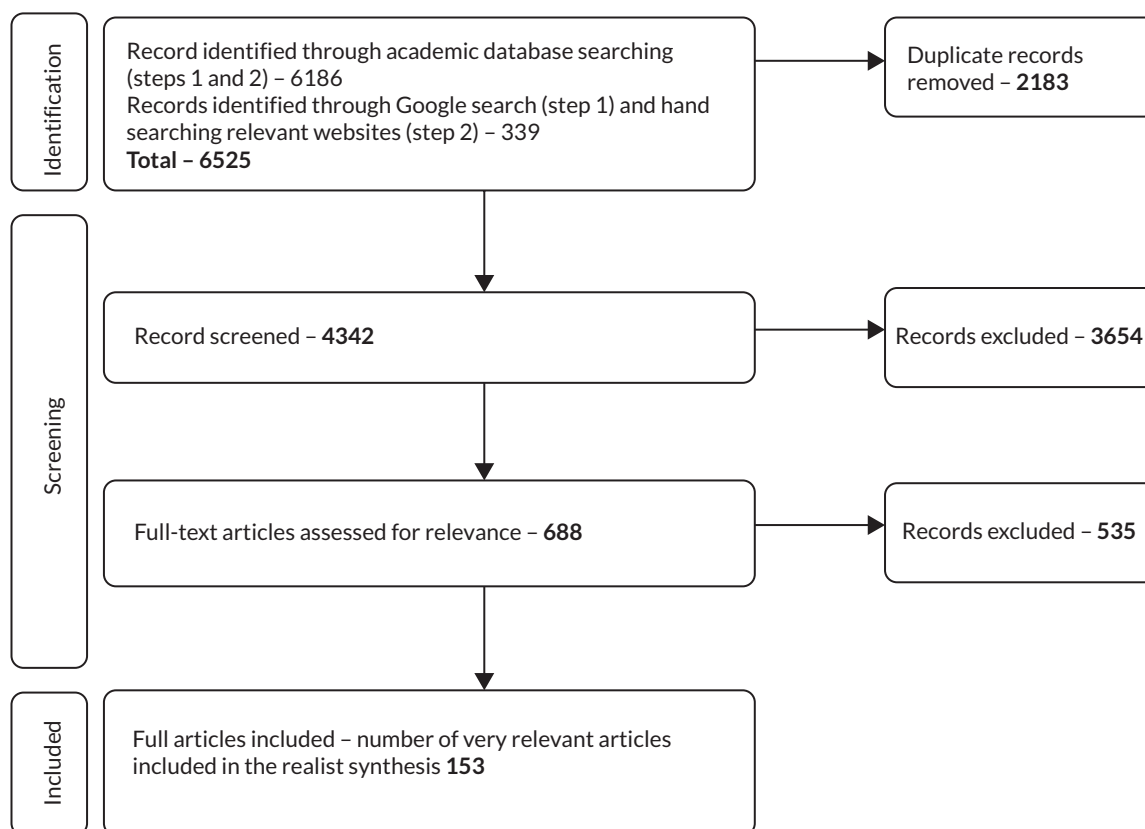 Identification
Record identified through academic database searching
(steps 1 and 2) – 6186
Records identified through Google search (step 1) and hand
searching relevant websites (step 2) – 339
Total – 6525
Duplicate records
removed – 2183
Screening
Record screened – 4342
Records excluded – 3654
Full-text articles assessed for relevance – 688
Records excluded – 535
Included
Full articles included – number of very relevant articles
included in the realist synthesis 153